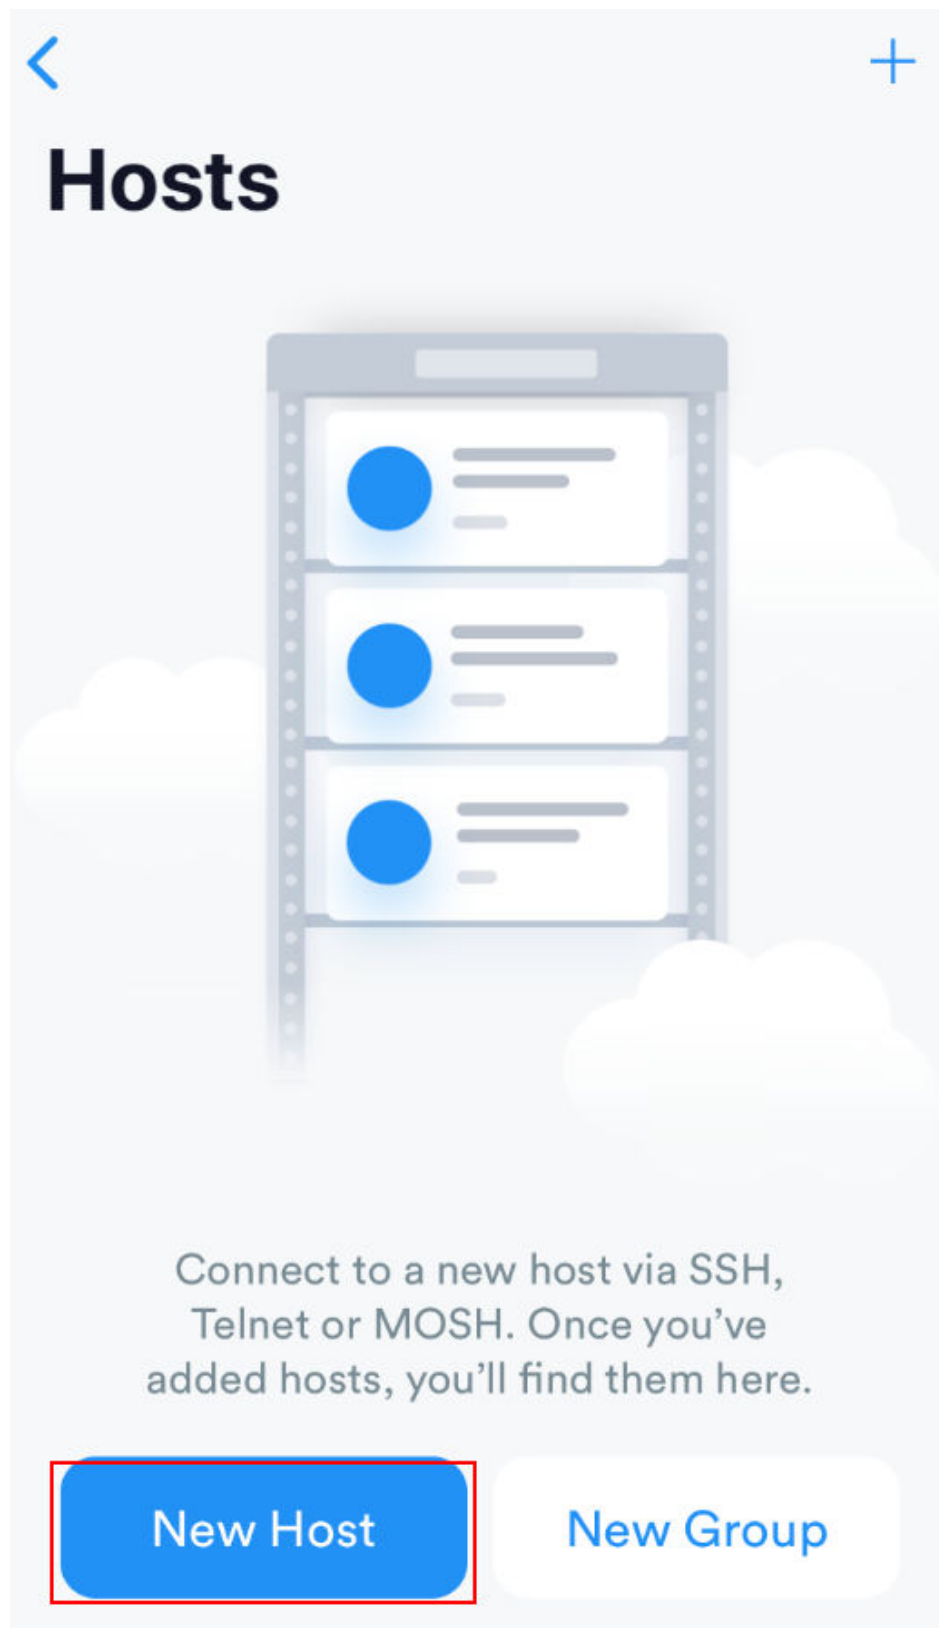 Hosts
Connect to a new host via SSH,
Telnet or MOSH. Once you’ve
added hosts, you’ll find them here.
New Host
New Group